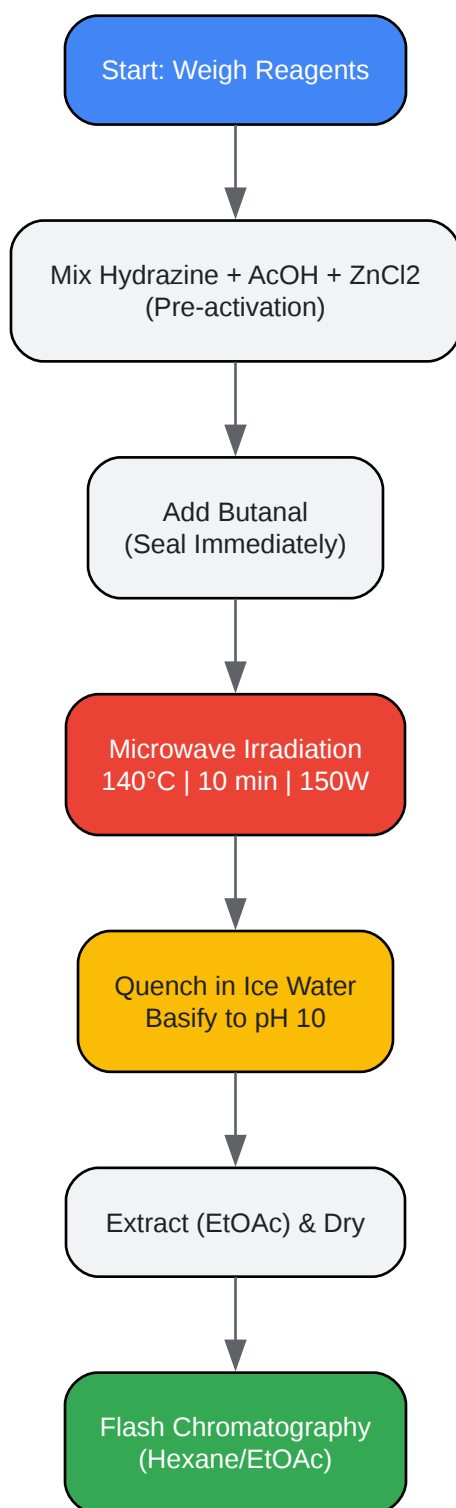 Start: Weigh Reagents
Mix Hydrazine + AcOH + ZnCl2
(Pre-activation)
Add Butanal
(Seal Immediately)
Microwave Irradiation
140°C | 10 min | 150W
Quench in Ice Water
Basify to pH 10
Extract (EtOAc) & Dry
Flash Chromatography
(Hexane/EtOAc)